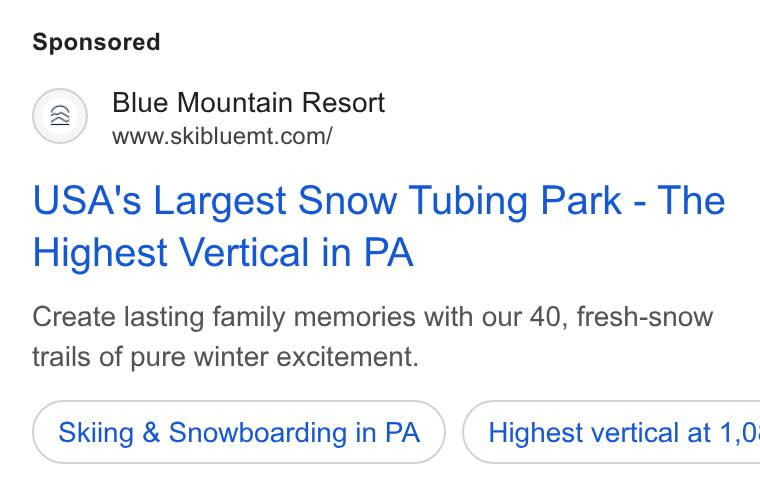 Sponsored
Blue Mountain Resort
www.skibluemt.com/
USA's Largest Snow Tubing Park - The
Highest Vertical in PA
Create lasting family memories with our 40, fresh-snow
trails of pure winter excitement.
Skiing & Snowboarding in PA
Highest vertical at